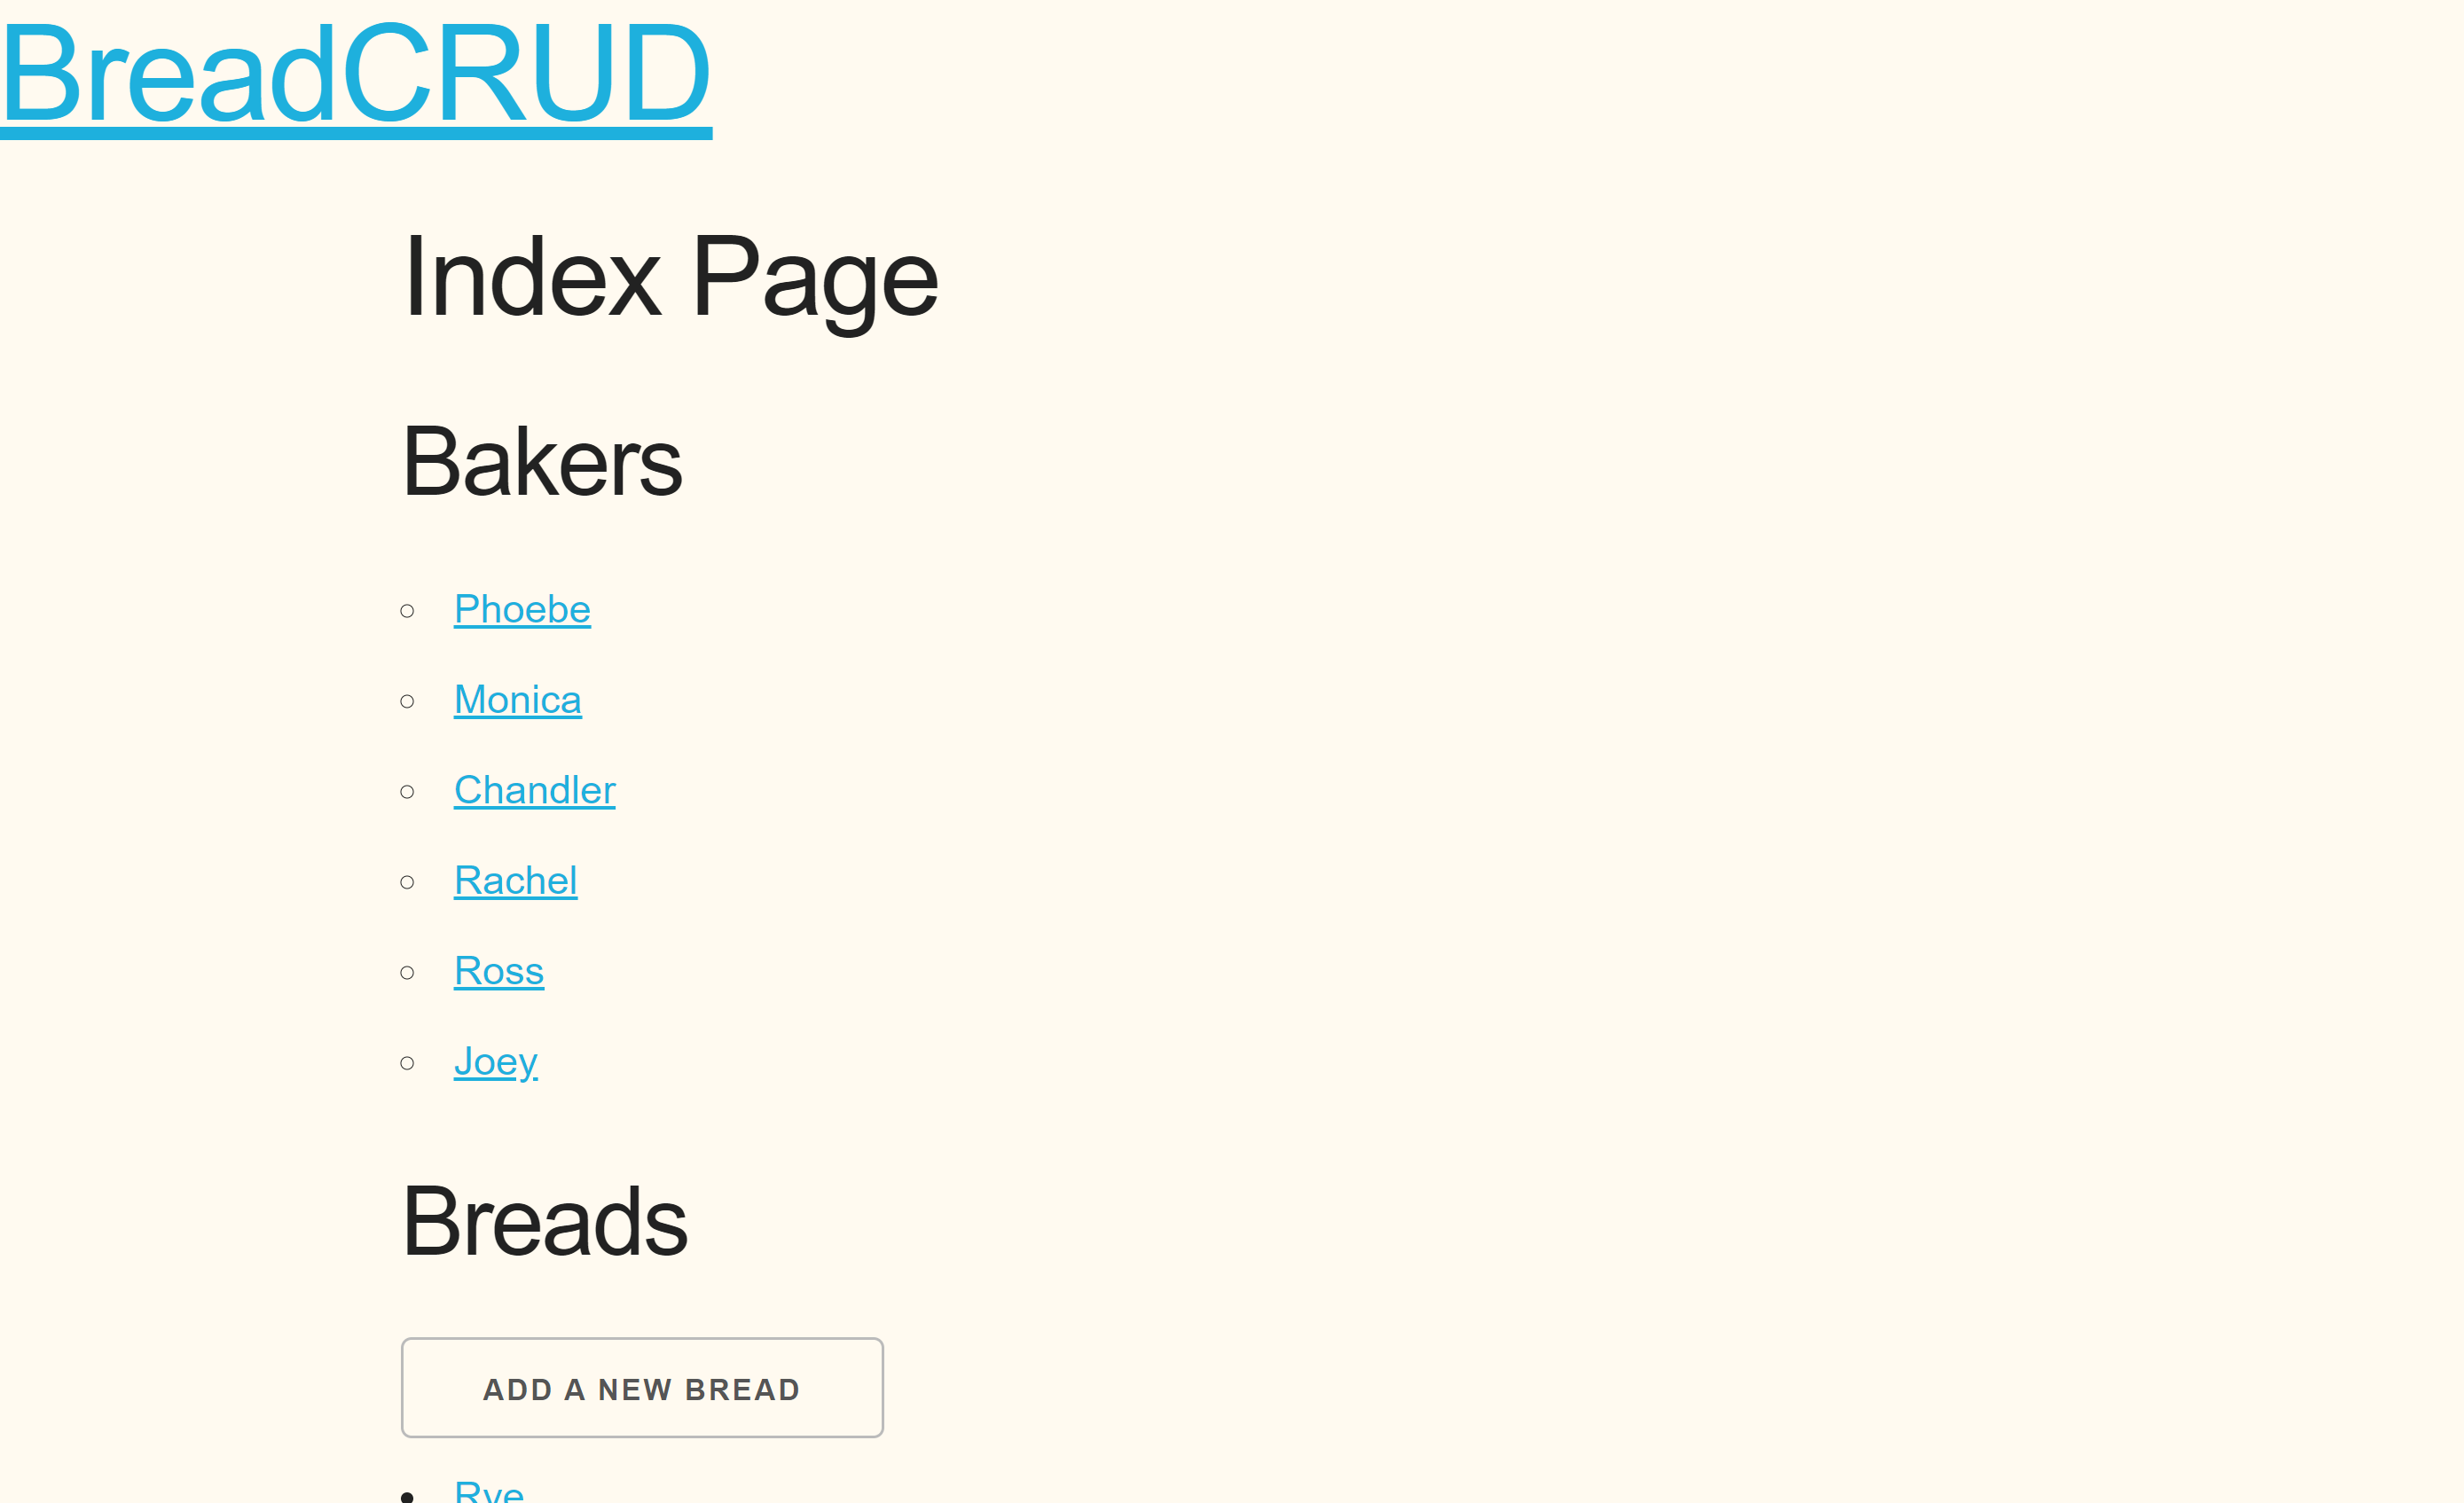 BreadCRUD
Index Page
Bakers
Phoebe
Monica
Chandler
Rachel
Ross
Joey
Breads
ADD A NEW BREAD
Rye